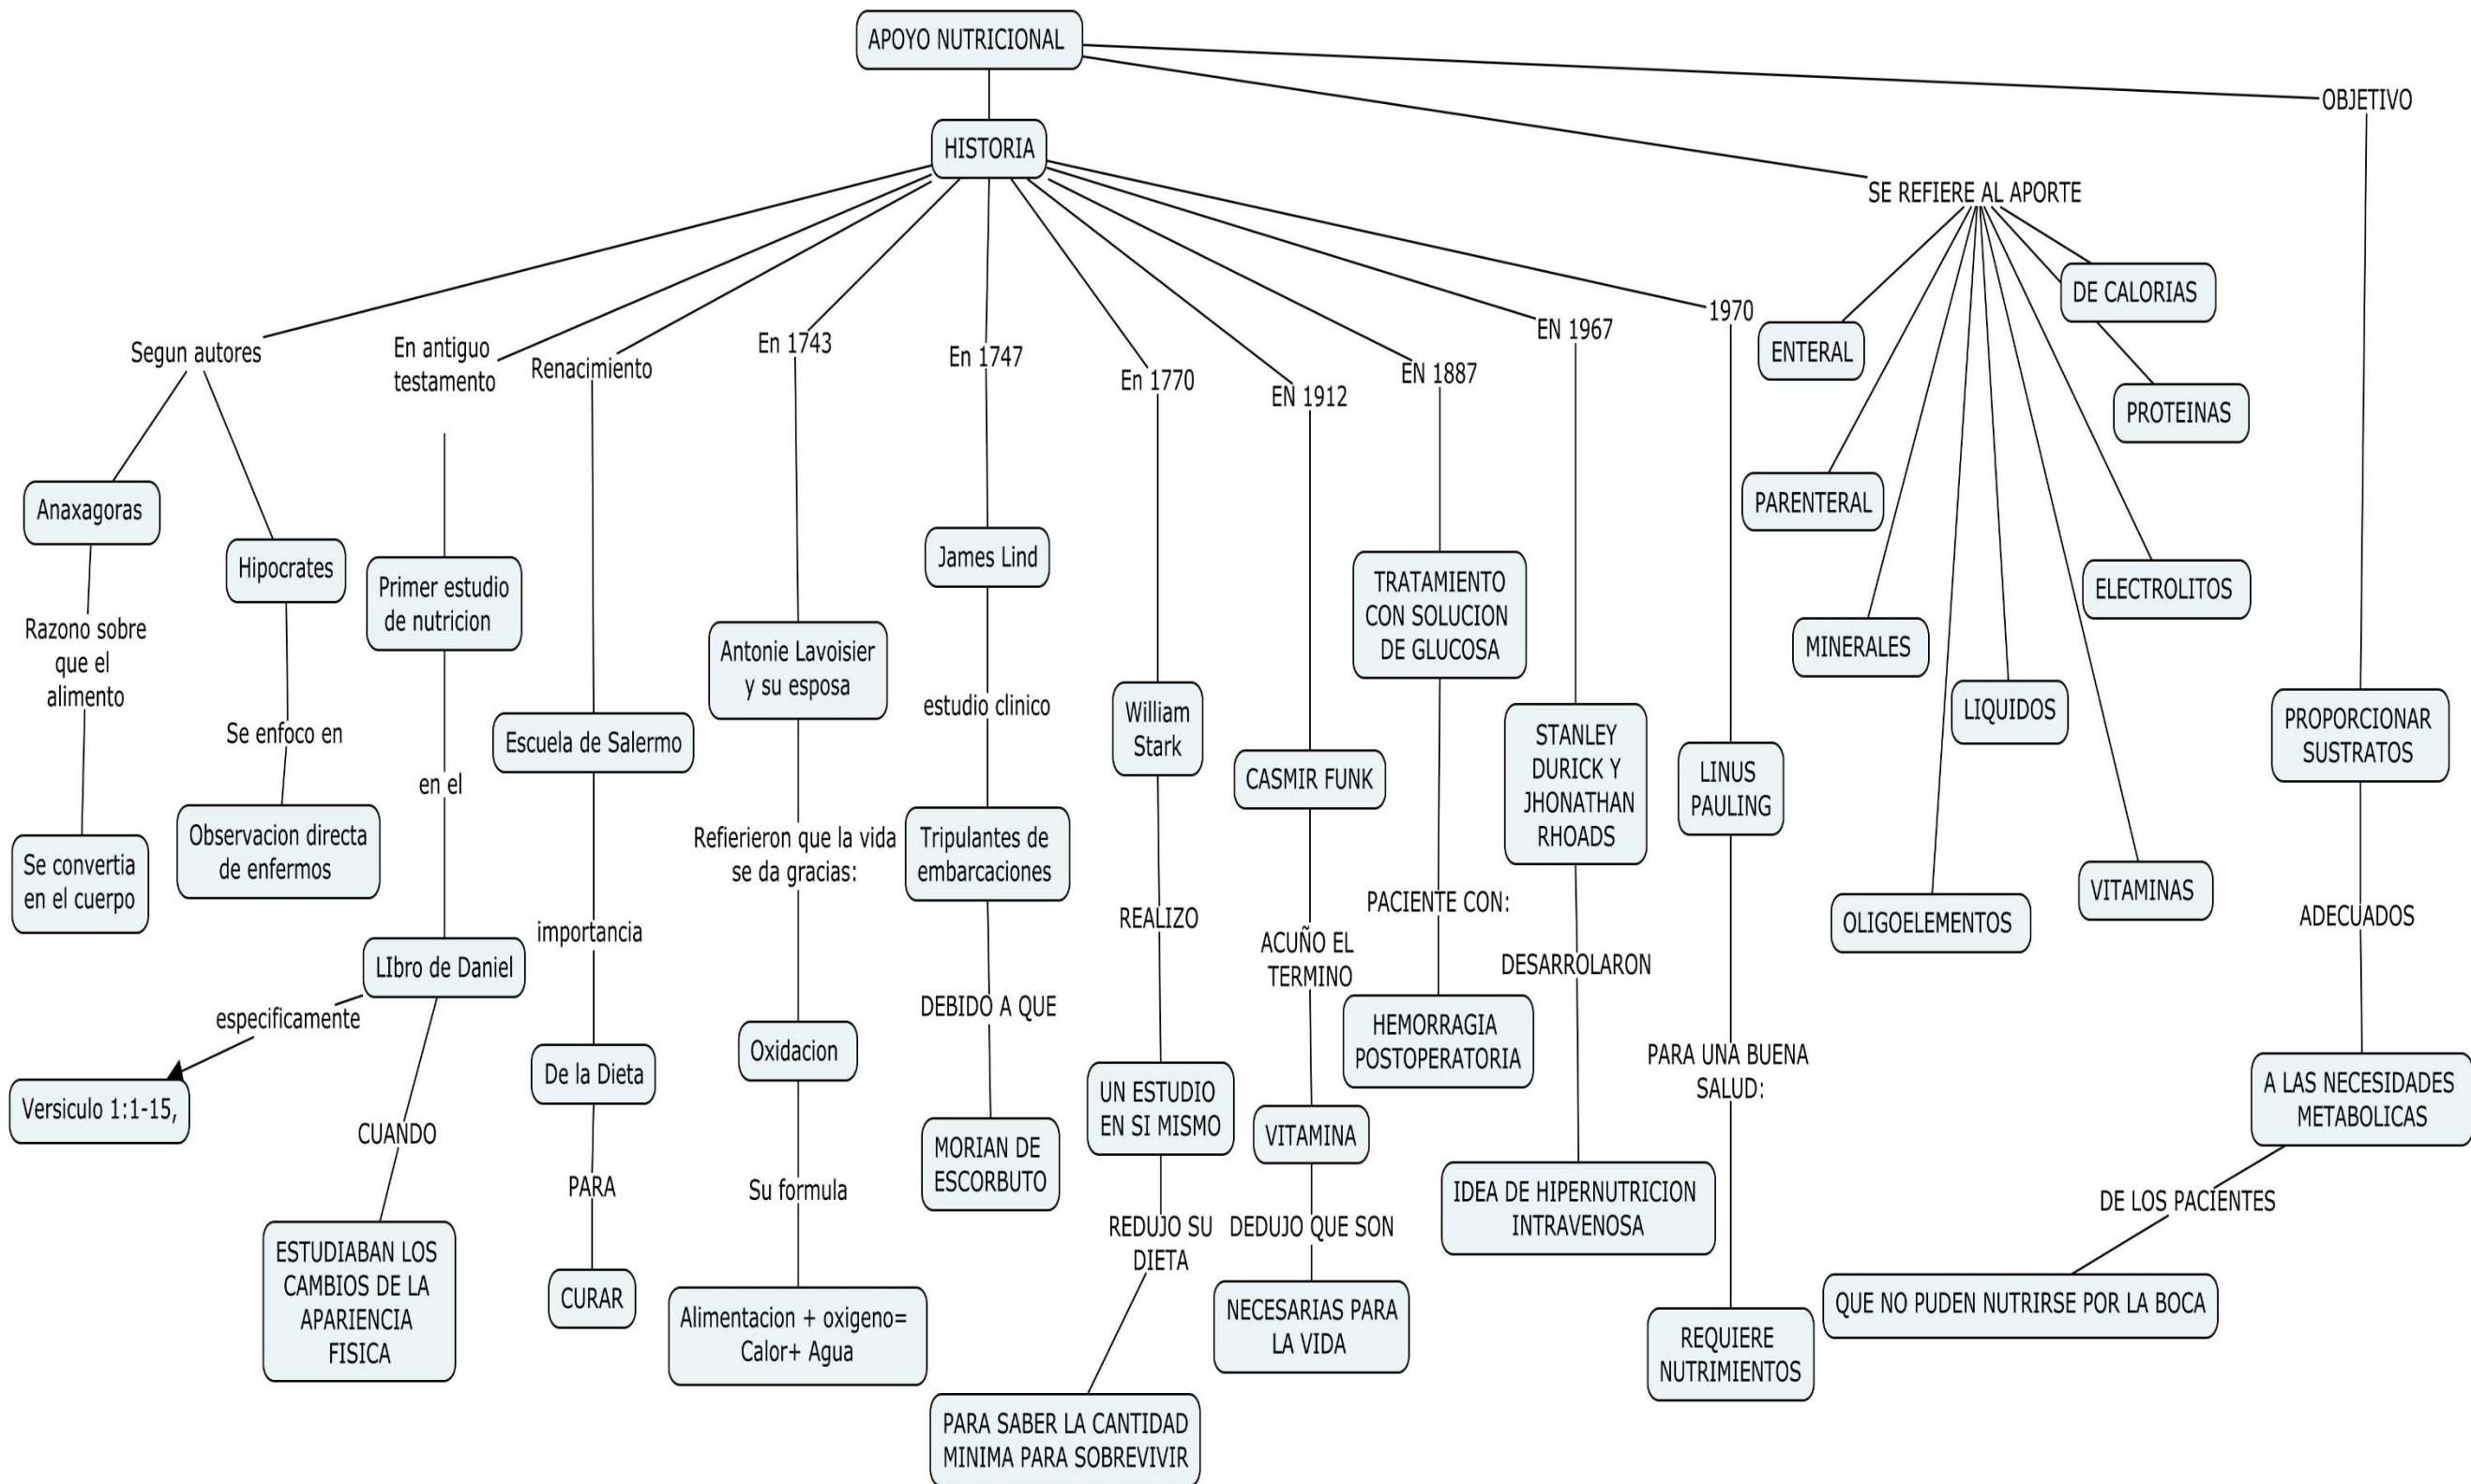 APOYO NUTRICIONAL
OBJETIVO
HISTORIA
SE REFIERE AL APORTE
Segun autores
Anaxagoras
Razono sobre
que el
alimento
Se convertia
en el cuerpo
Hipocrates
Se enfoco en
Observacion directa
de enfermos
En antiguo
testamento
Primer estudio
de nutricion
en el
LIbro de Daniel
especificamente
Versiculo 1:1-15,
CUANDO
ESTUDIABAN LOS
CAMBIOS DE LA
APARIENCIA
FISICA
Renacimiento
Escuela de Salermo
importancia
De la Dieta
PARA
CURAR
En 1743
Antonie Lavoisier
y su esposa
Refierieron que la vida
se da gracias:
Oxidacion
Su formula
Alimentacion + oxigeno=
Calor+ Agua
En 1747
James Lind
estudio clinico
Tripulantes de
embarcaciones
DEBIDO A QUE
MORIAN DE
ESCORBUTO
En 1770
William
Stark
REALIZO
UN ESTUDIO
EN SI MISMO
REDUJO SU
DIETA
PARA SABER LA CANTIDAD
MINIMA PARA SOBREVIVIR
EN 1912
CASMIR FUNK
ACUÑO EL
TERMINO
VITAMINA
DEDUJO QUE SON
NECESARIAS PARA
LA VIDA
EN 1887
TRATAMIENTO
CON SOLUCION
DE GLUCOSA
PACIENTE CON:
HEMORRAGIA
POSTOPERATORIA
EN 1967
STANLEY
DURICK Y
JHONATHAN
RHOADS
DESARROLARON
IDEA DE HIPERNUTRICION
INTRAVENOSA
1970
LINUS
PAULING
PARA UNA BUENA
SALUD:
REQUIERE
NUTRIMIENTOS
ENTERAL
PARENTERAL
MINERALES
OLIGOELEMENTOS
LIQUIDOS
VITAMINAS
ELECTROLITOS
PROTEINAS
DE CALORIAS
PROPORCIONAR
SUSTRATOS
ADECUADOS
A LAS NECESIDADES
METABOLICAS
DE LOS PACIENTES
QUE NO PUDEN NUTRIRSE POR LA BOCA